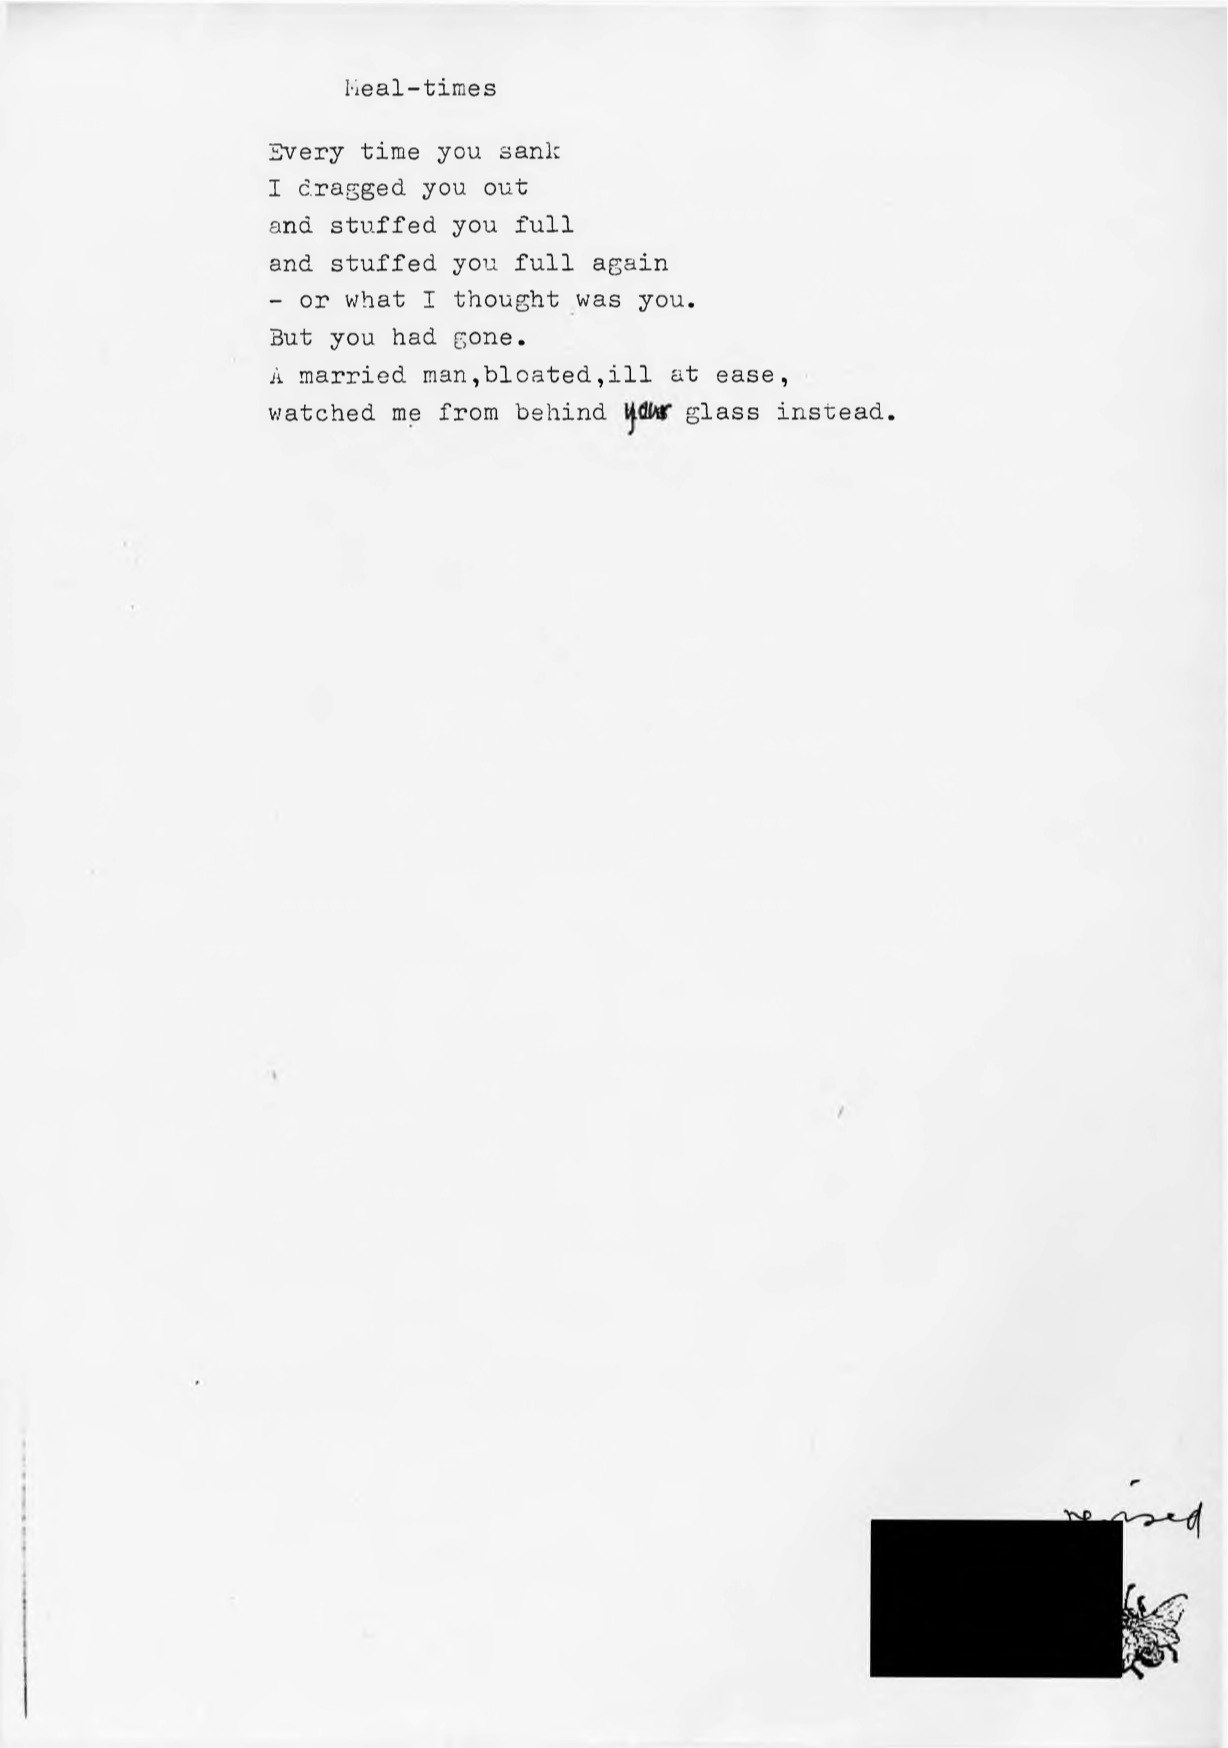 Meal-times
Every time you sank
I dragged you out
and stuffed you full
and stuffed you full again
- or what I thought was you.
But you had gone.
A married man,bloated,ill at ease,
watched me from behind your glass instead.
revised